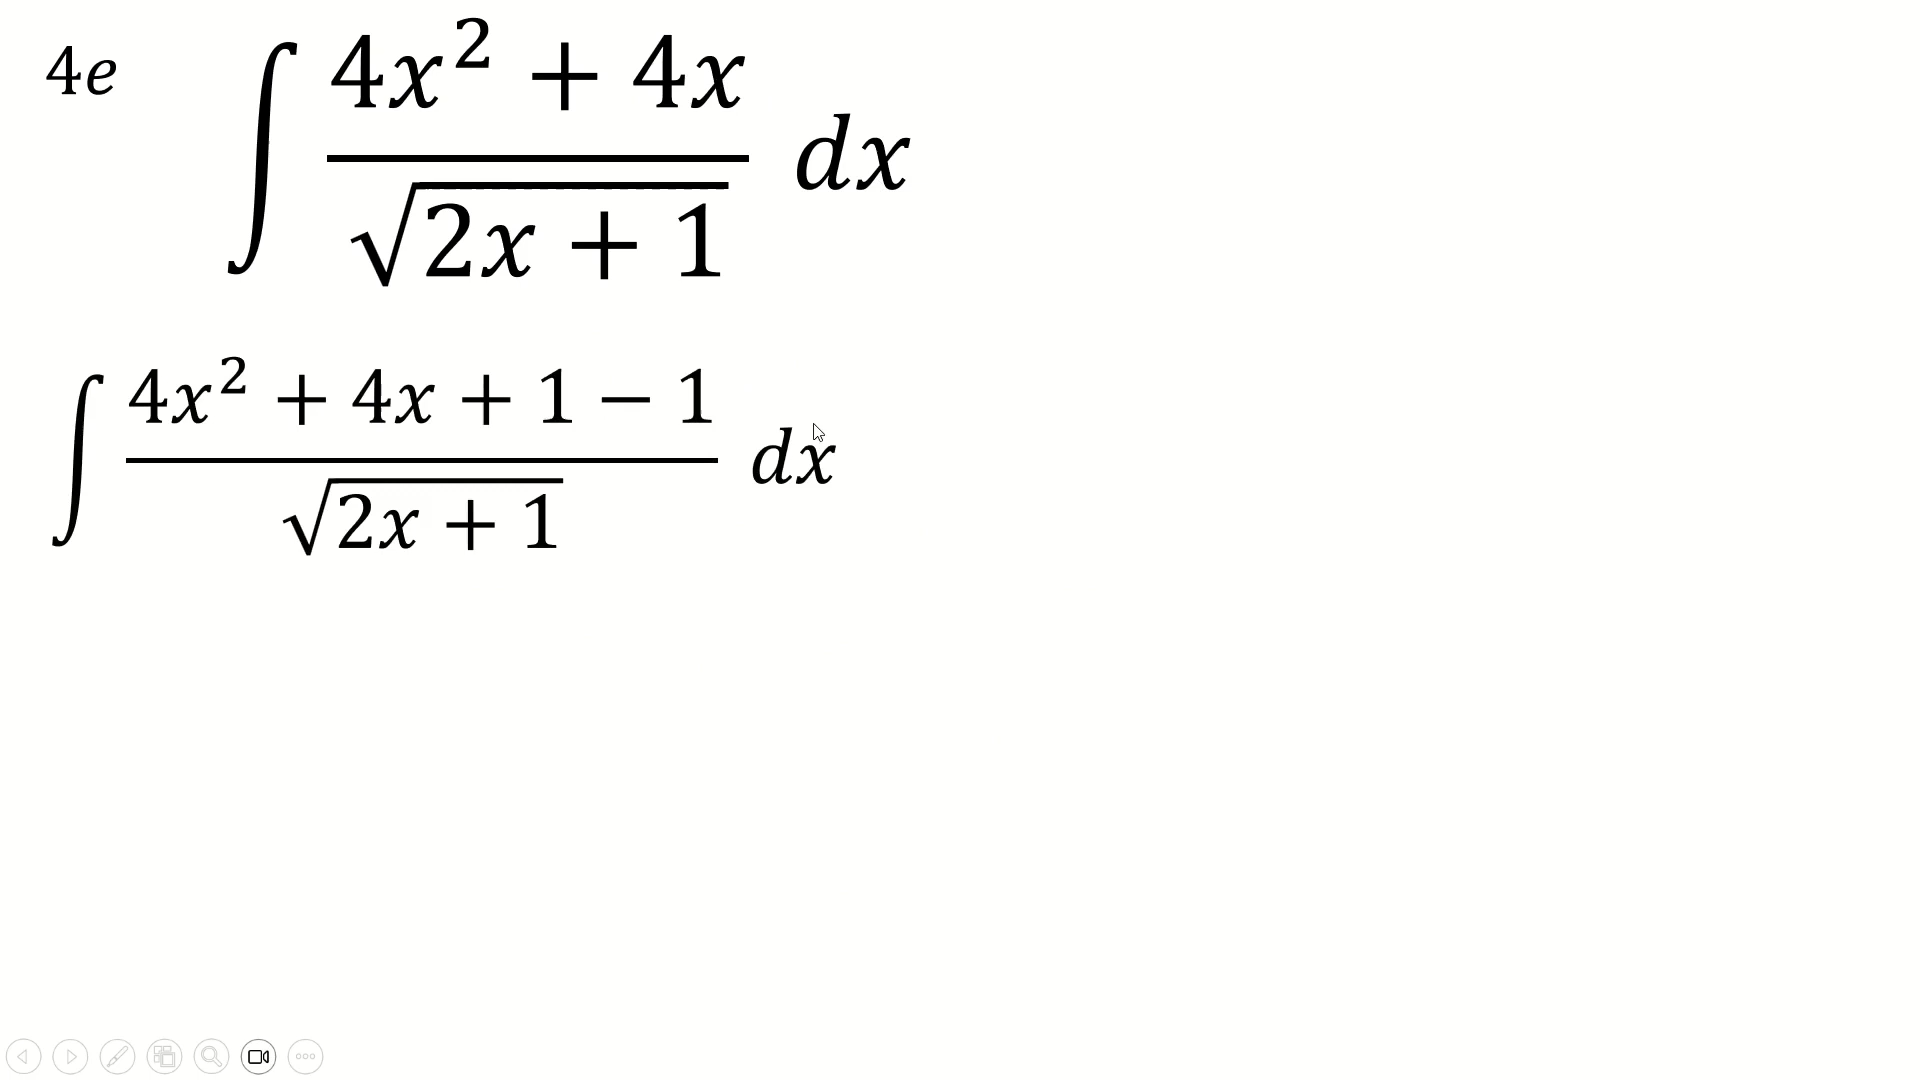 4e ∫ (4x² + 4x)/√(2x + 1) dx
∫ (4x² + 4x + 1 − 1)/√(2x + 1) dx